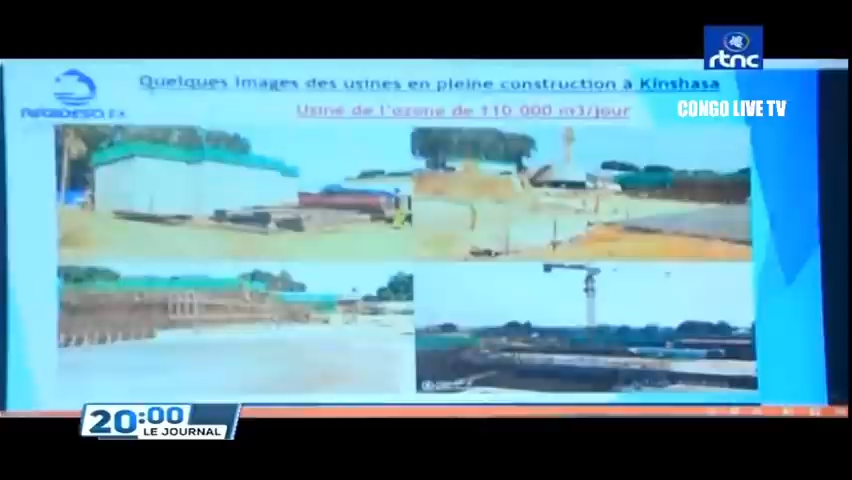 rtnc
Quelques images des usines en pleine construction à Kinshasa
REGIDESO
Usine de l'ozone de 110 000 m3/jour
CONGO LIVE TV
20:00
LE JOURNAL